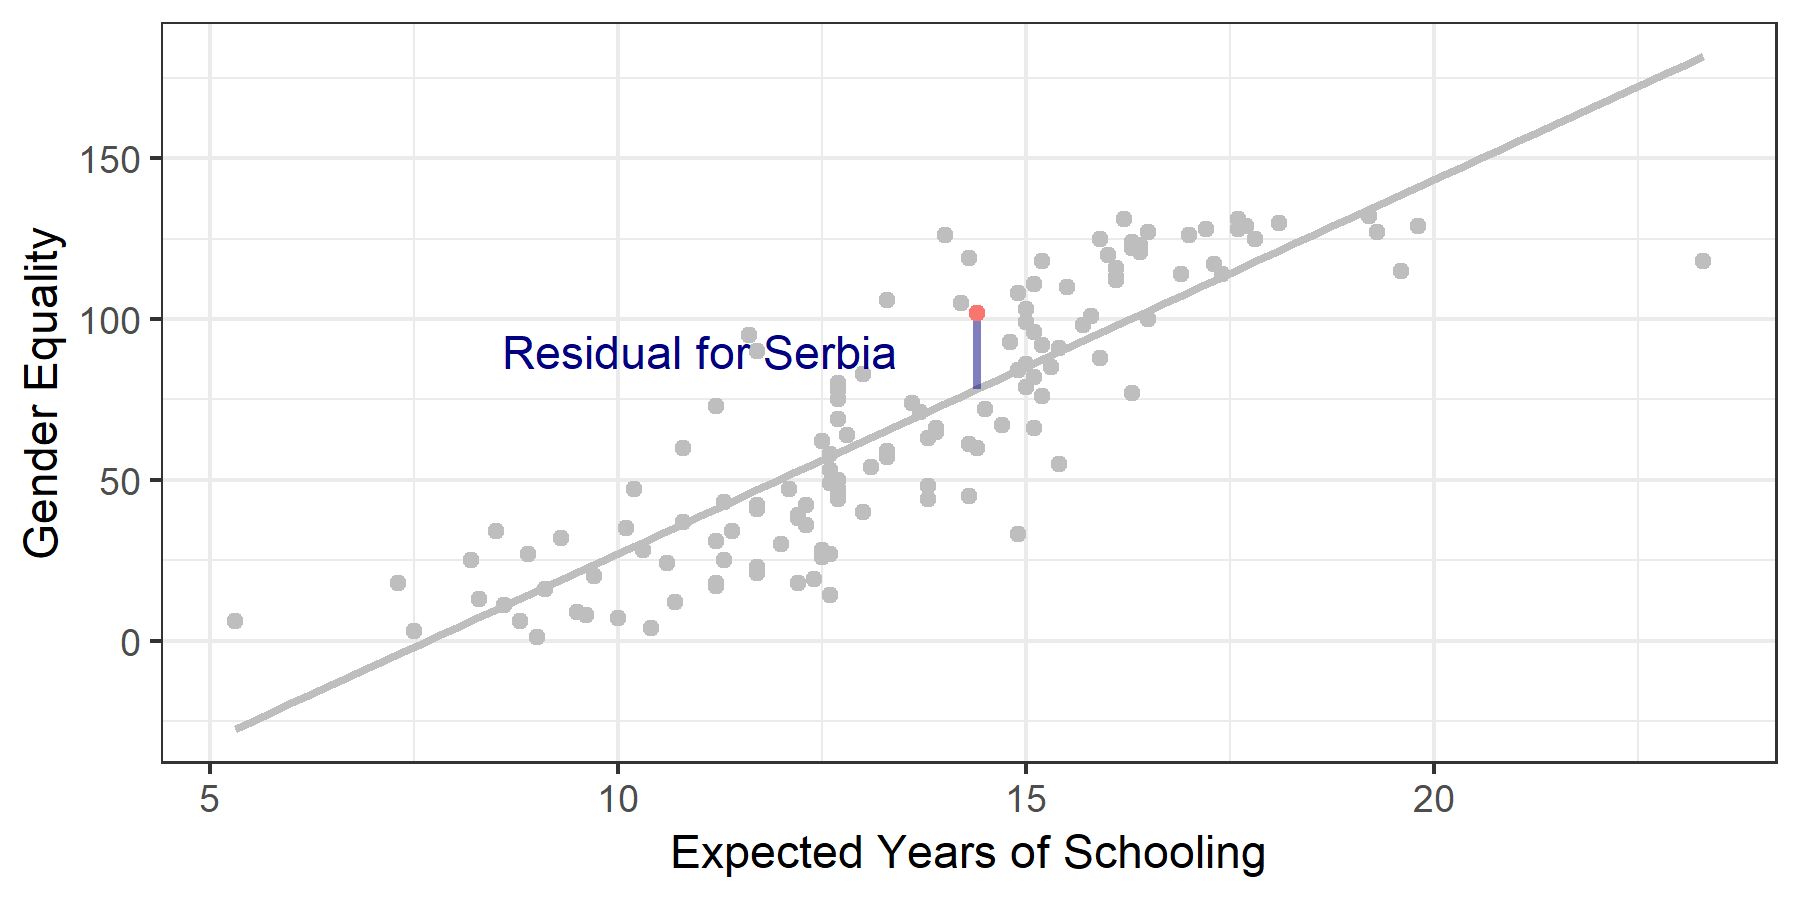 150
100
50
0
Gender Equality
Residual for Serbia
5
10
15
20
Expected Years of Schooling